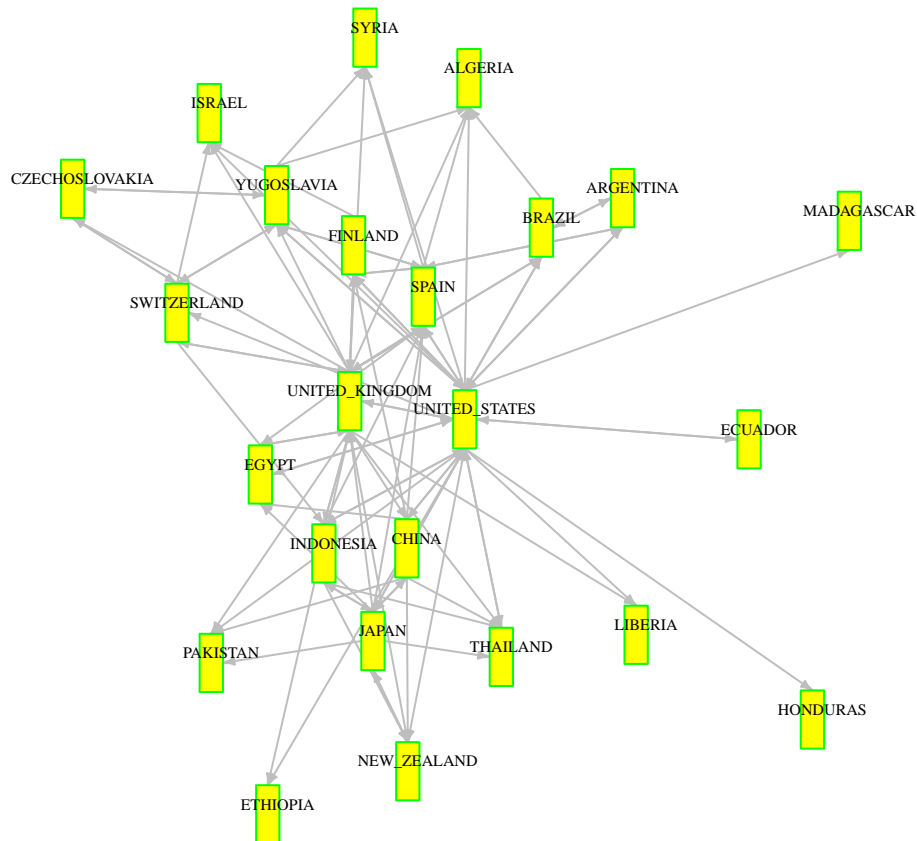 SYRIA
ALGERIA
ISRAEL
CZECHOSLOVAKIA
YUGOSLAVIA
ARGENTINA
MADAGASCAR
BRAZIL
FINLAND
SPAIN
SWITZERLAND
UNITED_KINGDOM
UNITED_STATES
ECUADOR
EGYPT
INDONESIA
CHINA
JAPAN
LIBERIA
PAKISTAN
THAILAND
HONDURAS
NEW_ZEALAND
ETHIOPIA